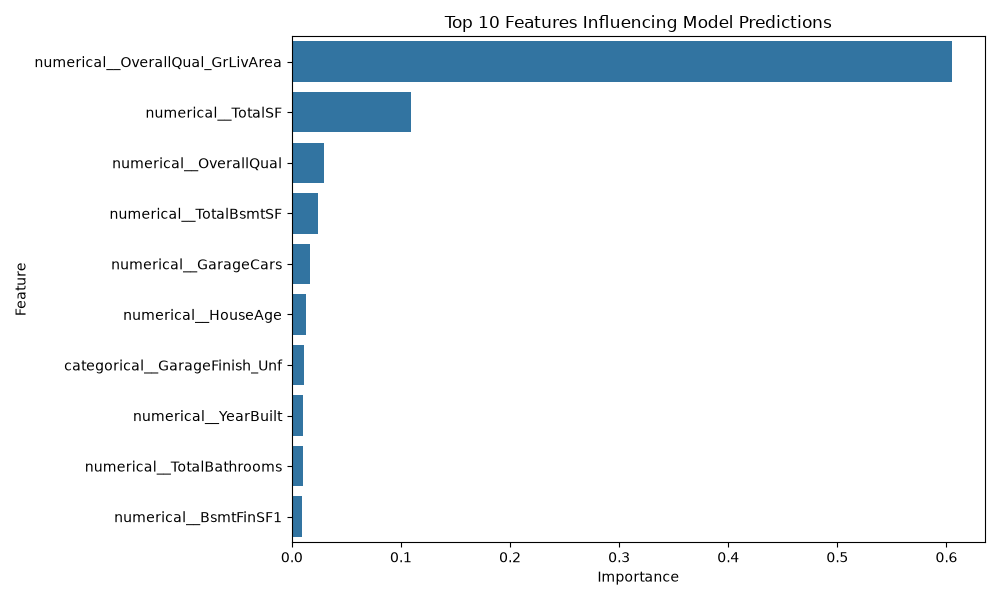 Top 10 Features Influencing Model Predictions
numerical__OverallQual_GrLivArea
numerical__TotalSF
numerical__OverallQual
numerical__TotalBsmtSF
numerical__GarageCars
numerical__HouseAge
categorical__GarageFinish_Unf
numerical__YearBuilt
numerical__TotalBathrooms
numerical__BsmtFinSF1
Feature
0.0 0.1 0.2 0.3 0.4 0.5 0.6
Importance